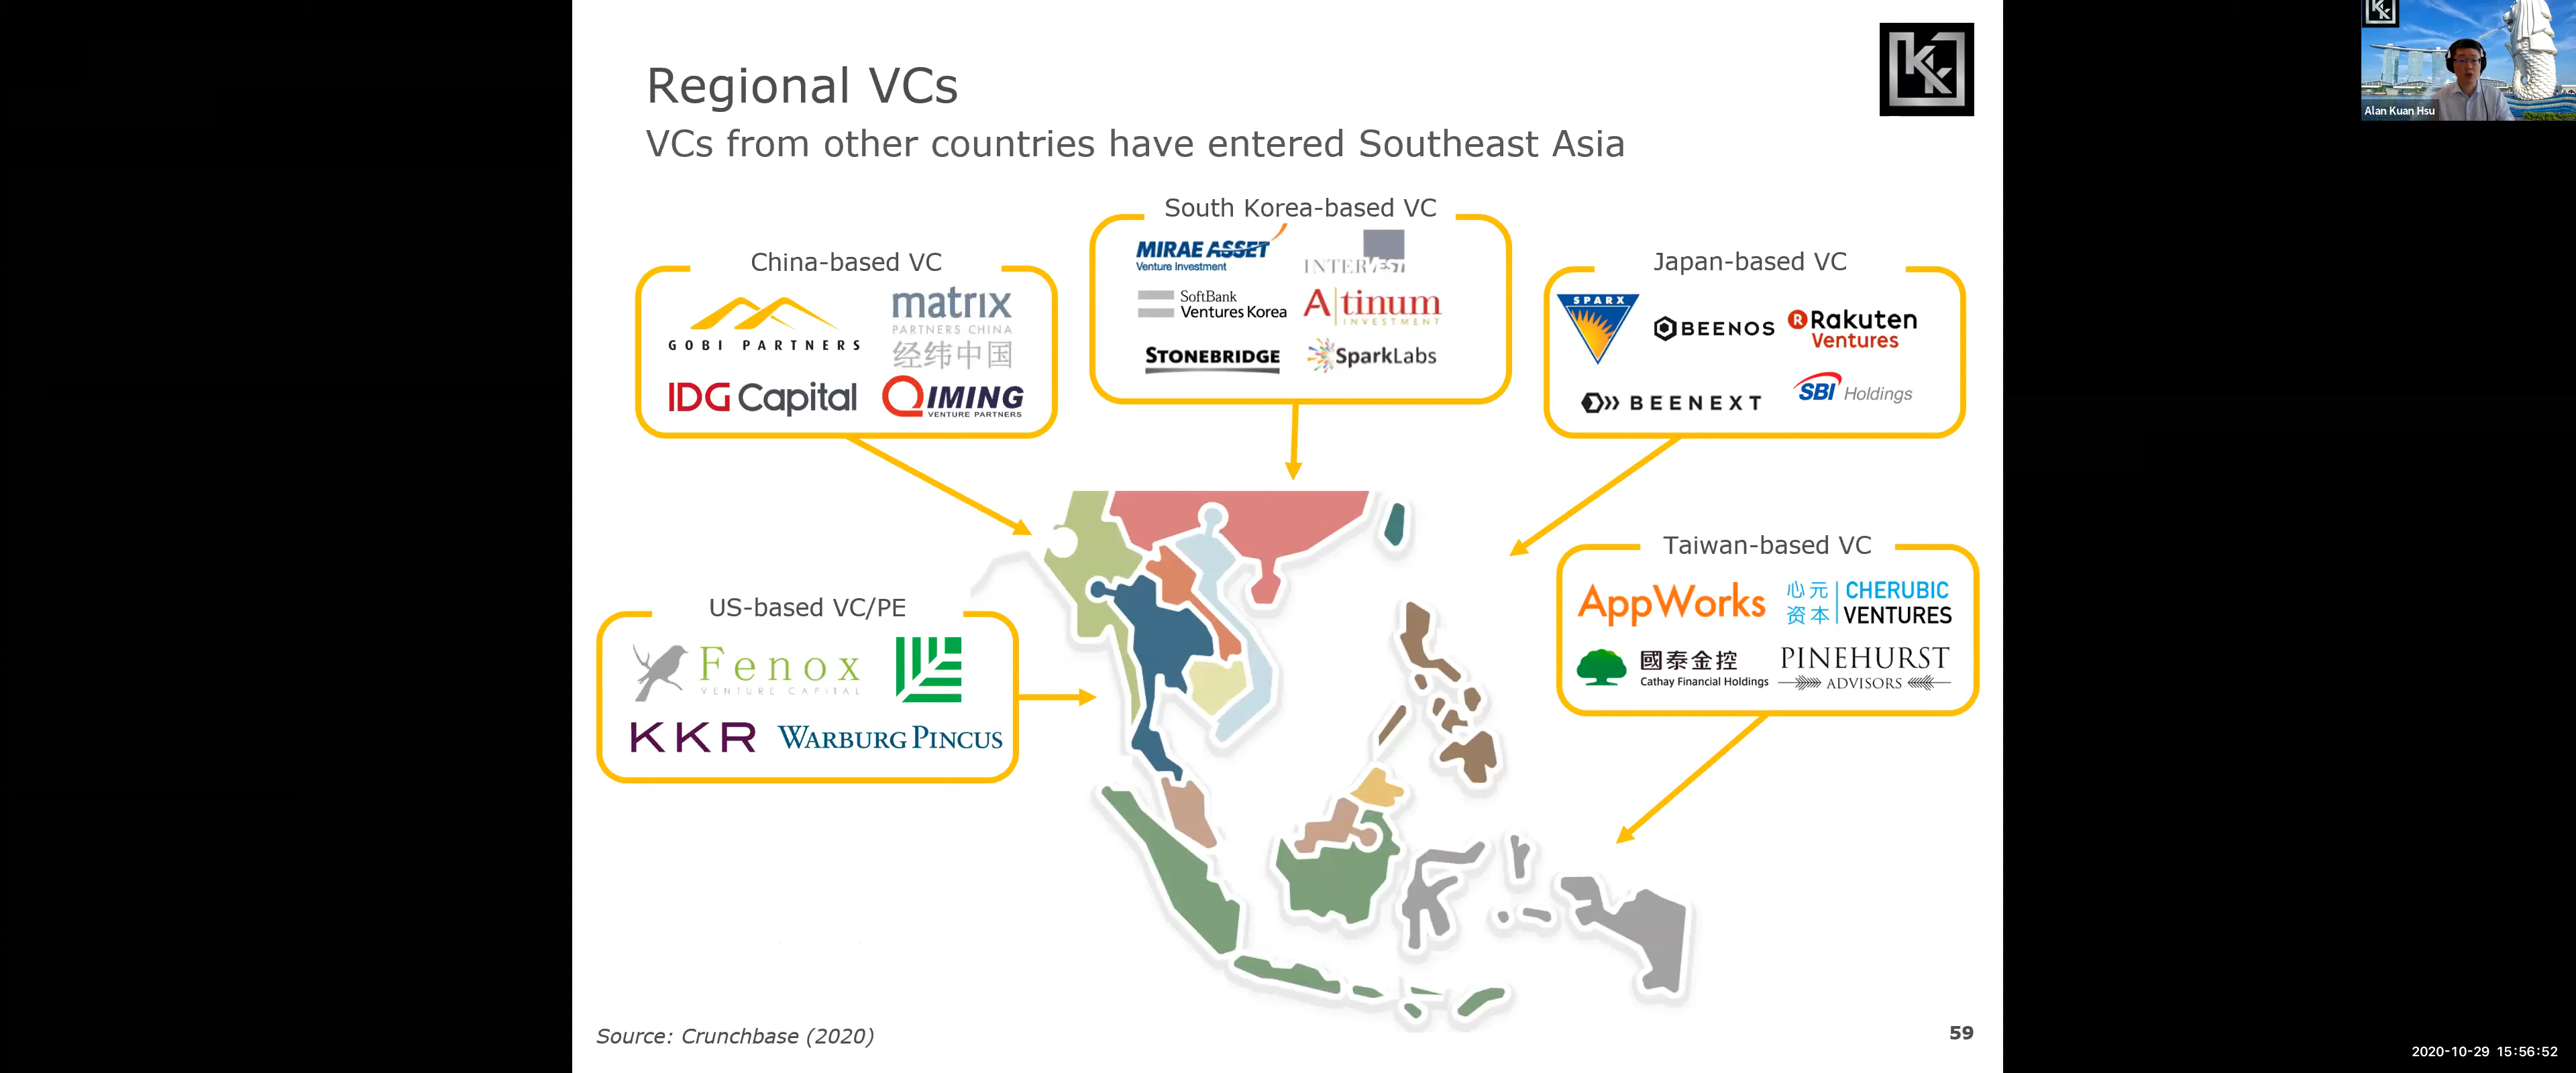 Regional VCs
VCs from other countries have entered Southeast Asia
KK
Alan Kuan Hsu
South Korea-based VC
MIRAE ASSET
Venture Investment
INTERVEST
SoftBank
Ventures Korea
A|tinum
INVESTMENT
STONEBRIDGE
SparkLabs
China-based VC
GOBI PARTNERS
matrix
PARTNERS CHINA
经纬中国
IDG Capital
QIMING
VENTURE PARTNERS
Japan-based VC
SPARX
BEENOS
Rakuten
Ventures
BEENEXT
SBI Holdings
Taiwan-based VC
AppWorks
心元
资本
CHERUBIC
VENTURES
國泰金控
Cathay Financial Holdings
PINEHURST
ADVISORS
US-based VC/PE
Fenox
VENTURE CAPITAL
KKR
WARBURG PINCUS
Source: Crunchbase (2020)
59
2020-10-29 15:56:52